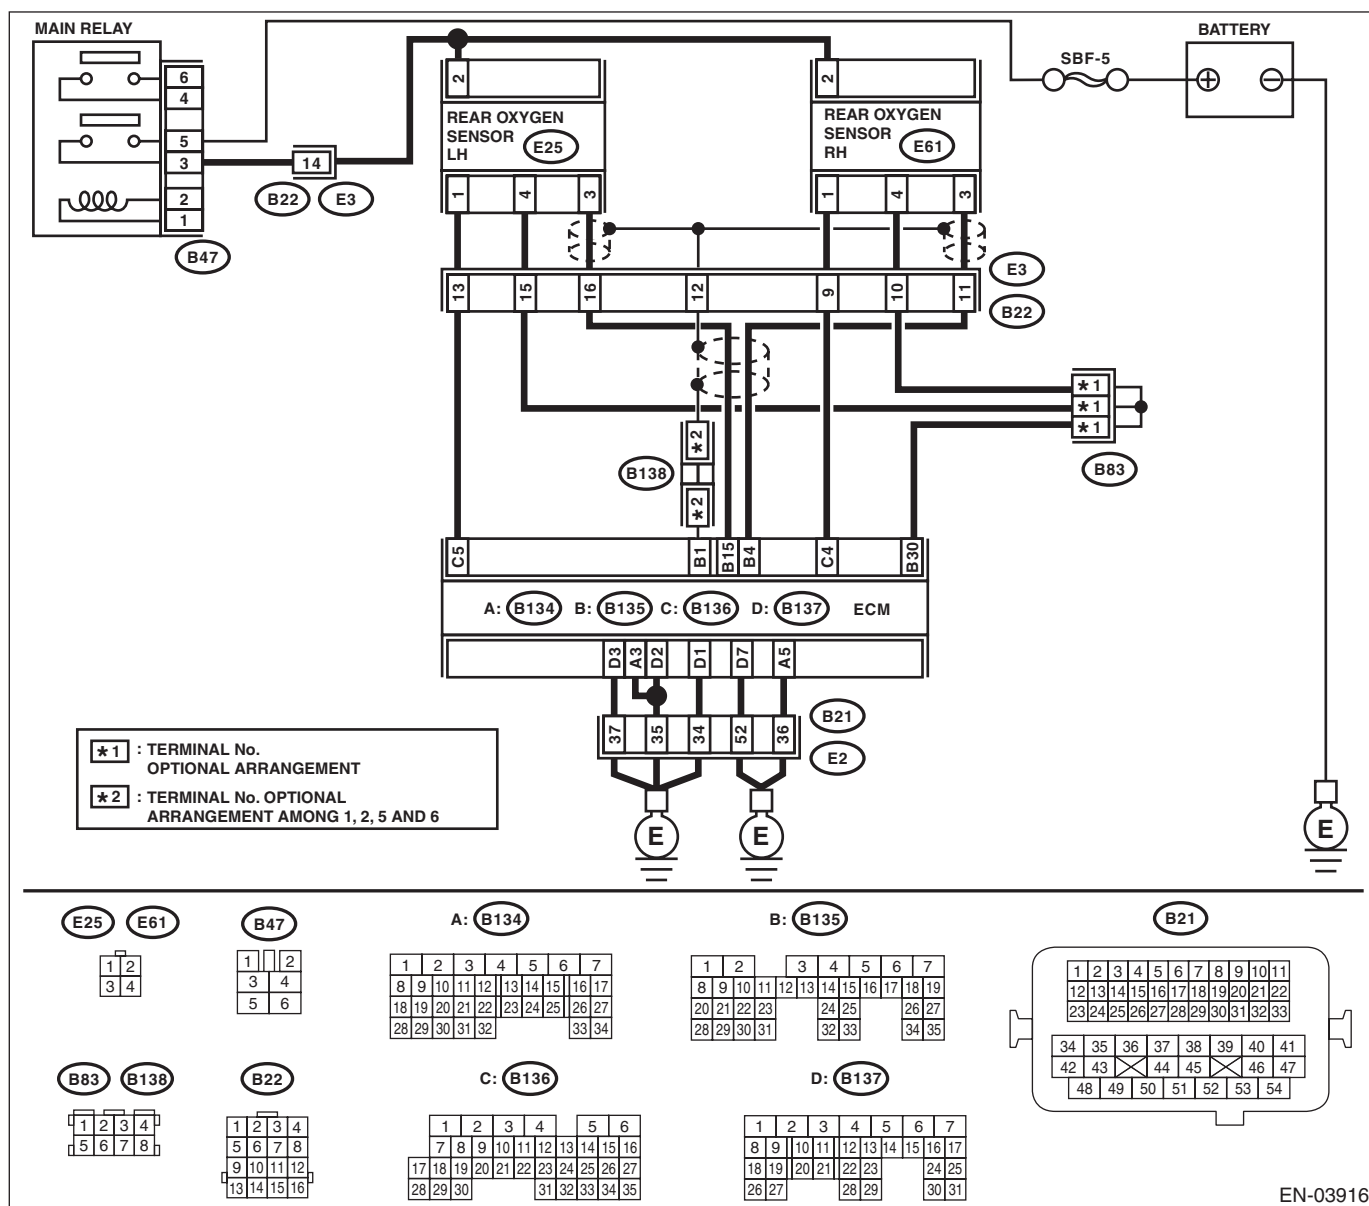 MAIN RELAY
BATTERY
SBF-5
6
4
5
3
2
1
B47
14
B22 E3
2
REAR OXYGEN
SENSOR
LH
E25
1 4 3
2
REAR OXYGEN
SENSOR
RH
E61
1 4 3
E3
B22
13 15 16 12 9 10 11
*1
*1
*1
B83
*2
B138
*2
C5 B1 B15 B4 C4 B30
A: B134 B: B135 C: B136 D: B137 ECM
D3 A3 D2 D1 D7 A5
B21
37 35 34 52 36
E2
E E E
*1 : TERMINAL No.
OPTIONAL ARRANGEMENT
*2 : TERMINAL No. OPTIONAL
ARRANGEMENT AMONG 1, 2, 5 AND 6
E25 E61
1 2
3 4
B47
1 2
3 4
5 6
A: B134
1 2 3 4 5 6 7
8 9 10 11 12 13 14 15 16 17
18 19 20 21 22 23 24 25 26 27
28 29 30 31 32 33 34
B: B135
1 2 3 4 5 6 7
8 9 10 11 12 13 14 15 16 17 18 19
20 21 22 23 24 25 26 27
28 29 30 31 32 33 34 35
B21
1 2 3 4 5 6 7 8 9 10 11
12 13 14 15 16 17 18 19 20 21 22
23 24 25 26 27 28 29 30 31 32 33
34 35 36 37 38 39 40 41
42 43 44 45 46 47
48 49 50 51 52 53 54
B83 B138
1 2 3 4
5 6 7 8
B22
1 2 3 4
5 6 7 8
9 10 11 12
13 14 15 16
C: B136
1 2 3 4 5 6
7 8 9 10 11 12 13 14 15 16
17 18 19 20 21 22 23 24 25 26 27
28 29 30 31 32 33 34 35
D: B137
1 2 3 4 5 6 7
8 9 10 11 12 13 14 15 16 17
18 19 20 21 22 23 24 25
26 27 28 29 30 31
EN-03916